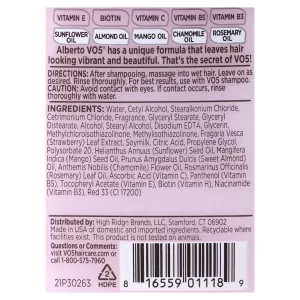 VITAMIN E BIOTIN VITAMIN C VITAMIN B5 VITAMIN B3
SUNFLOWER OIL ALMOND OIL MANGO OIL CHAMOMILE OIL ROSEMARY OIL
Alberto VO5® has a unique formula that leaves hair
looking vibrant and beautiful. That's the secret of VO5!
DIRECTIONS: After shampooing, massage into wet hair. Leave on as
desired. Rinse thoroughly. For best results, use with VO5 shampoo.
CAUTION: Avoid contact with eyes. If contact occurs, rinse
thoroughly with water.
INGREDIENTS: Water, Cetyl Alcohol, Stearalkonium Chloride,
Cetrimonium Chloride, Fragrance, Glyceryl Stearate, Glyceryl
Distearate, Alcohol, Stearyl Alcohol, Disodium EDTA, Glycerin,
Methylchloroisothiazolinone, Methylisothiazolinone, Fragaria Vesca
(Strawberry) Leaf Extract, Soymilk, Citric Acid, Propylene Glycol,
Polysorbate 20, Helianthus Annuus (Sunflower) Seed Oil, Mangifera
Indica (Mango) Seed Oil, Prunus Amygdalus Dulcis (Sweet Almond)
Oil, Anthemis Nobilis (Chamomile) Flower Oil, Rosmarinus Officinalis
(Rosemary) Leaf Oil, Ascorbic Acid (Vitamin C), Panthenol (Vitamin
B5), Tocopheryl Acetate (Vitamin E), Biotin (Vitamin H), Niacinamide
(Vitamin B3), Red 33 (CI 17200)
Distributed by: High Ridge Brands, LLC, Stamford, CT 06902
Made in USA of domestic and imported ingredients. Recyclable where
facilities exist. This product is not tested on animals.
Questions or Comments?
visit VO5haircare.com or
call 1-800-575-7960
21P30263
2
HDPE
8 16559 01118 9